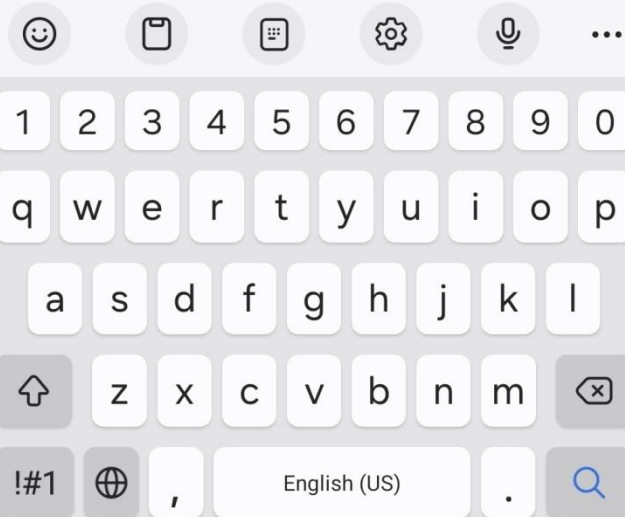 1 2 3 4 5 6 7 8 9 0
q w e r t y u i o p
a s d f g h j k l
z x c v b n m
!#1 , English (US) .